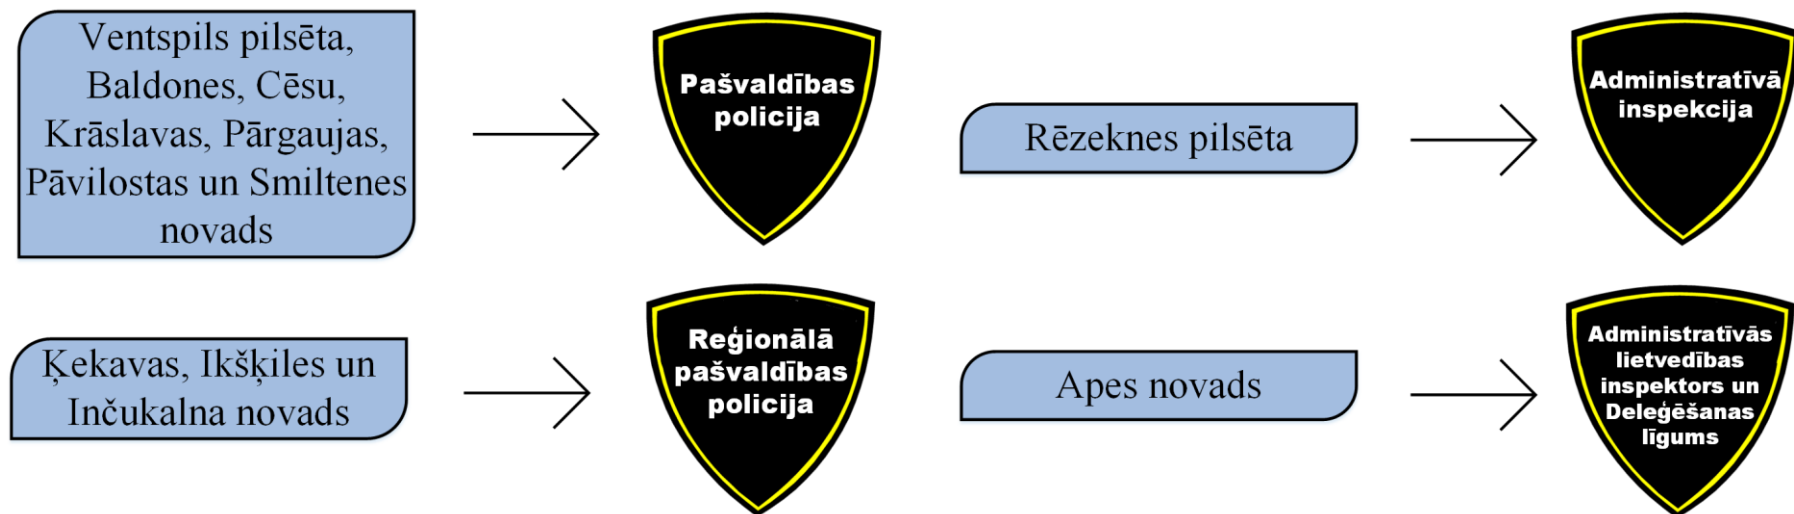 Ventspils pilsēta,
Baldones, Cēsu,
Krāslavas, Pārgaujas,
Pāvilostas un Smiltenes
novads
Pašvaldības
policija
Rēzeknes pilsēta
Administratīvā
inspekcija
Ķekavas, Ikšķiles un
Inčukalna novads
Reģionālā
pašvaldības
policija
Apes novads
Administratīvās
lietvedības
inspektors un
Deleģēšanas
līgums